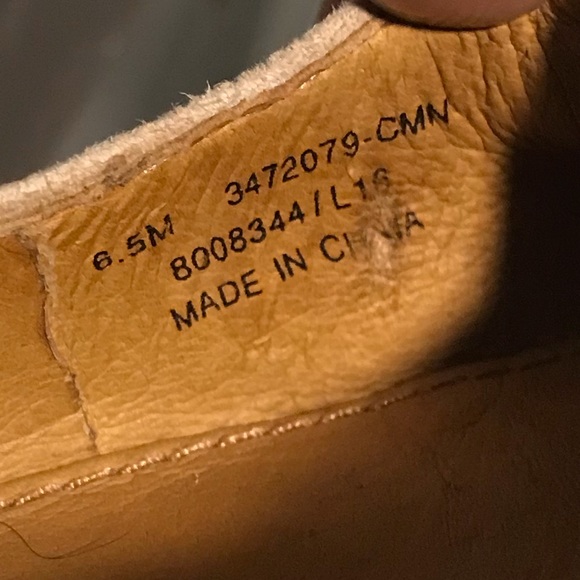 6.5M 3472079-CMN
8008344 / L16
MADE IN CHINA